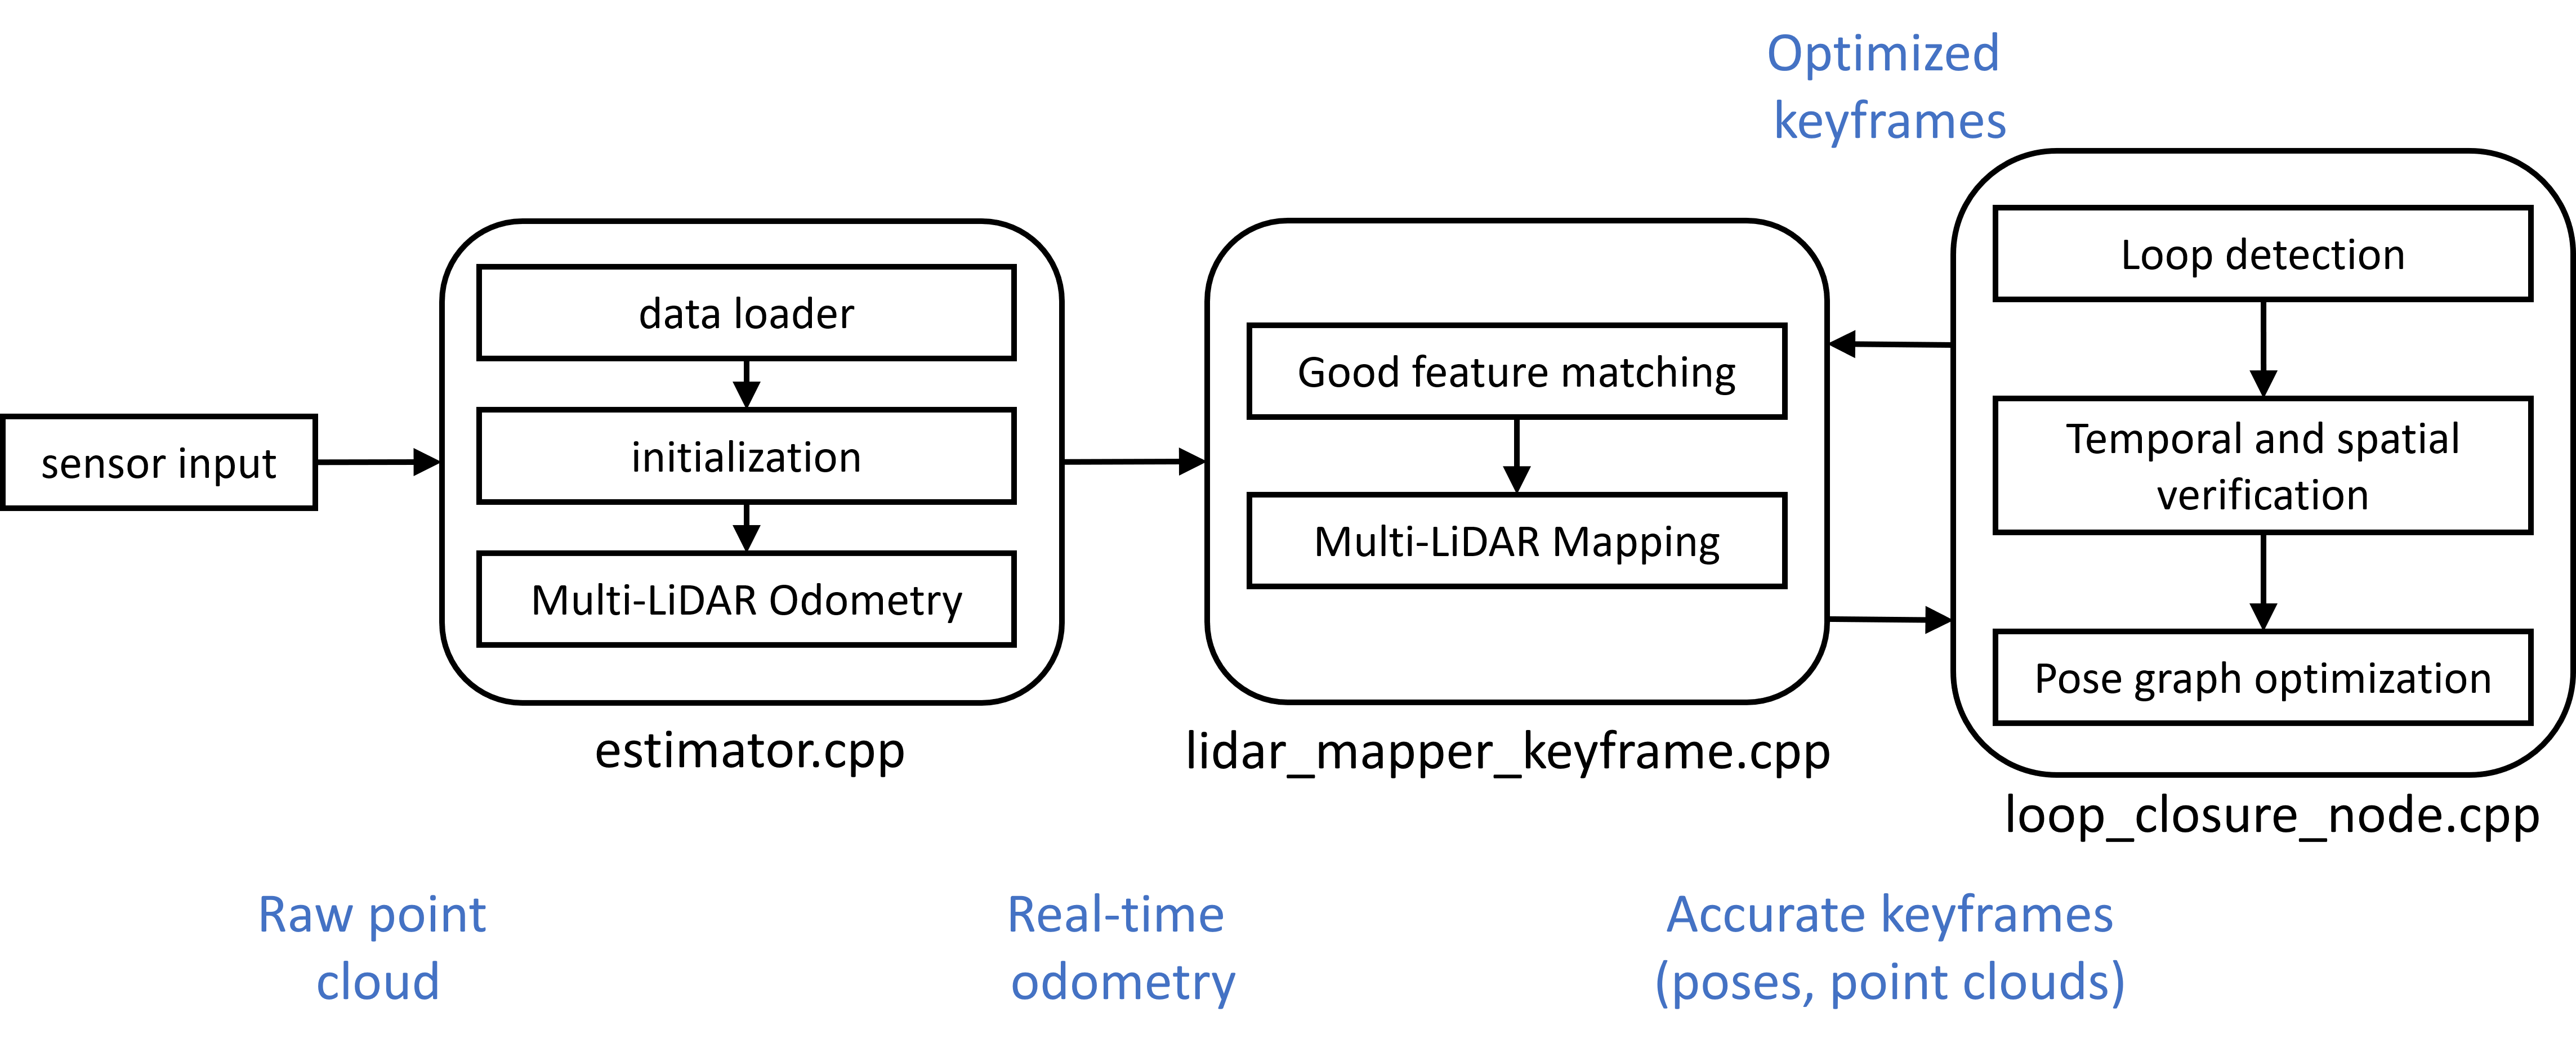 Optimized
keyframes
sensor input
data loader
initialization
Multi-LiDAR Odometry
estimator.cpp
Good feature matching
Multi-LiDAR Mapping
lidar_mapper_keyframe.cpp
Loop detection
Temporal and spatial
verification
Pose graph optimization
loop_closure_node.cpp
Raw point
cloud
Real-time
odometry
Accurate keyframes
(poses, point clouds)